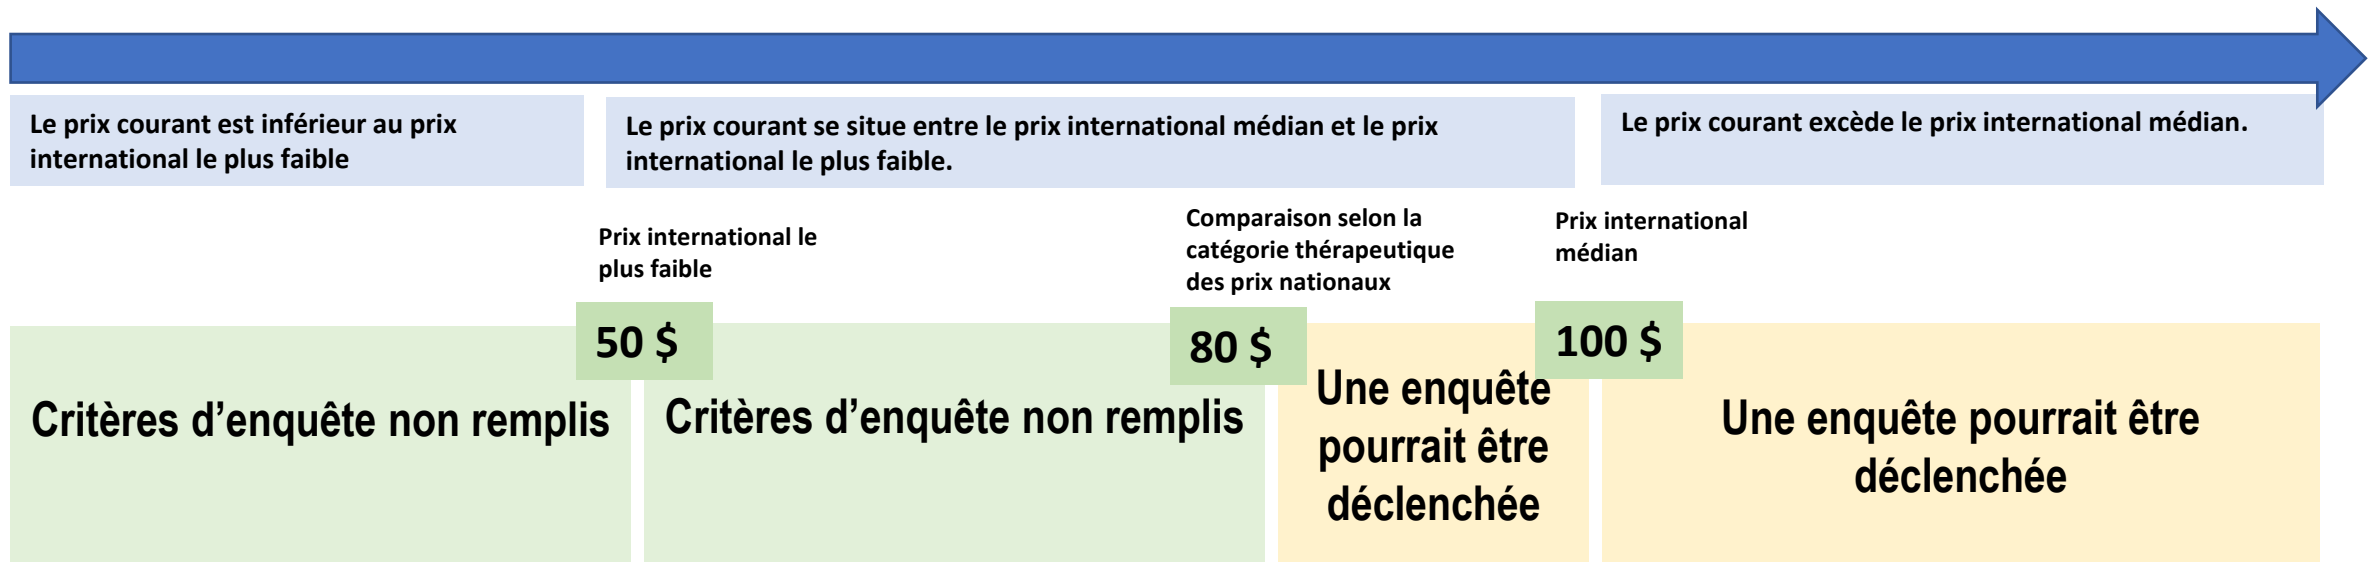 Le prix courant est inférieur au prix
international le plus faible
Le prix courant se situe entre le prix international médian et le prix
international le plus faible.
Le prix courant excède le prix international médian.
Prix international le
plus faible
Comparaison selon la
catégorie thérapeutique
des prix nationaux
Prix international
médian
50 $
80 $
100 $
Critères d’enquête non remplis
Critères d’enquête non remplis
Une enquête
pourrait être
déclenchée
Une enquête pourrait être
déclenchée